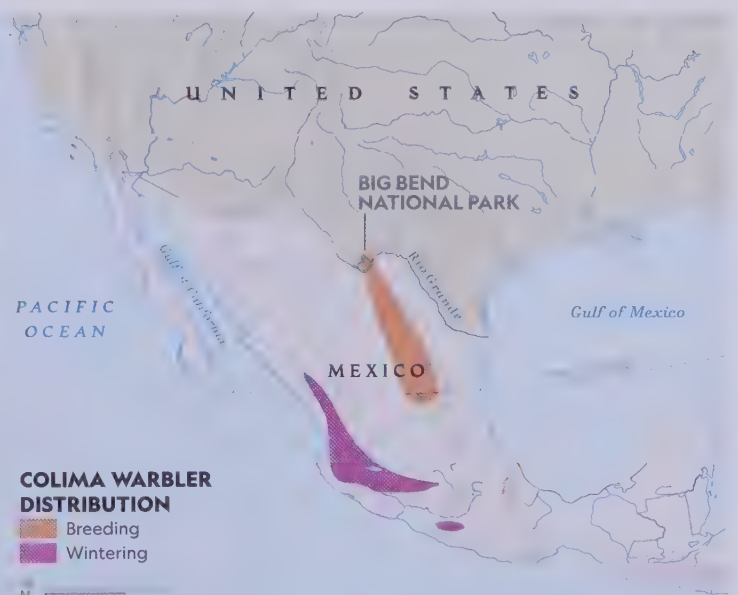 UNITED STATES
BIG BEND
NATIONAL PARK
Gulf of California
Rio Grande
PACIFIC
OCEAN
Gulf of Mexico
MEXICO
COLIMA WARBLER
DISTRIBUTION
Breeding
Wintering